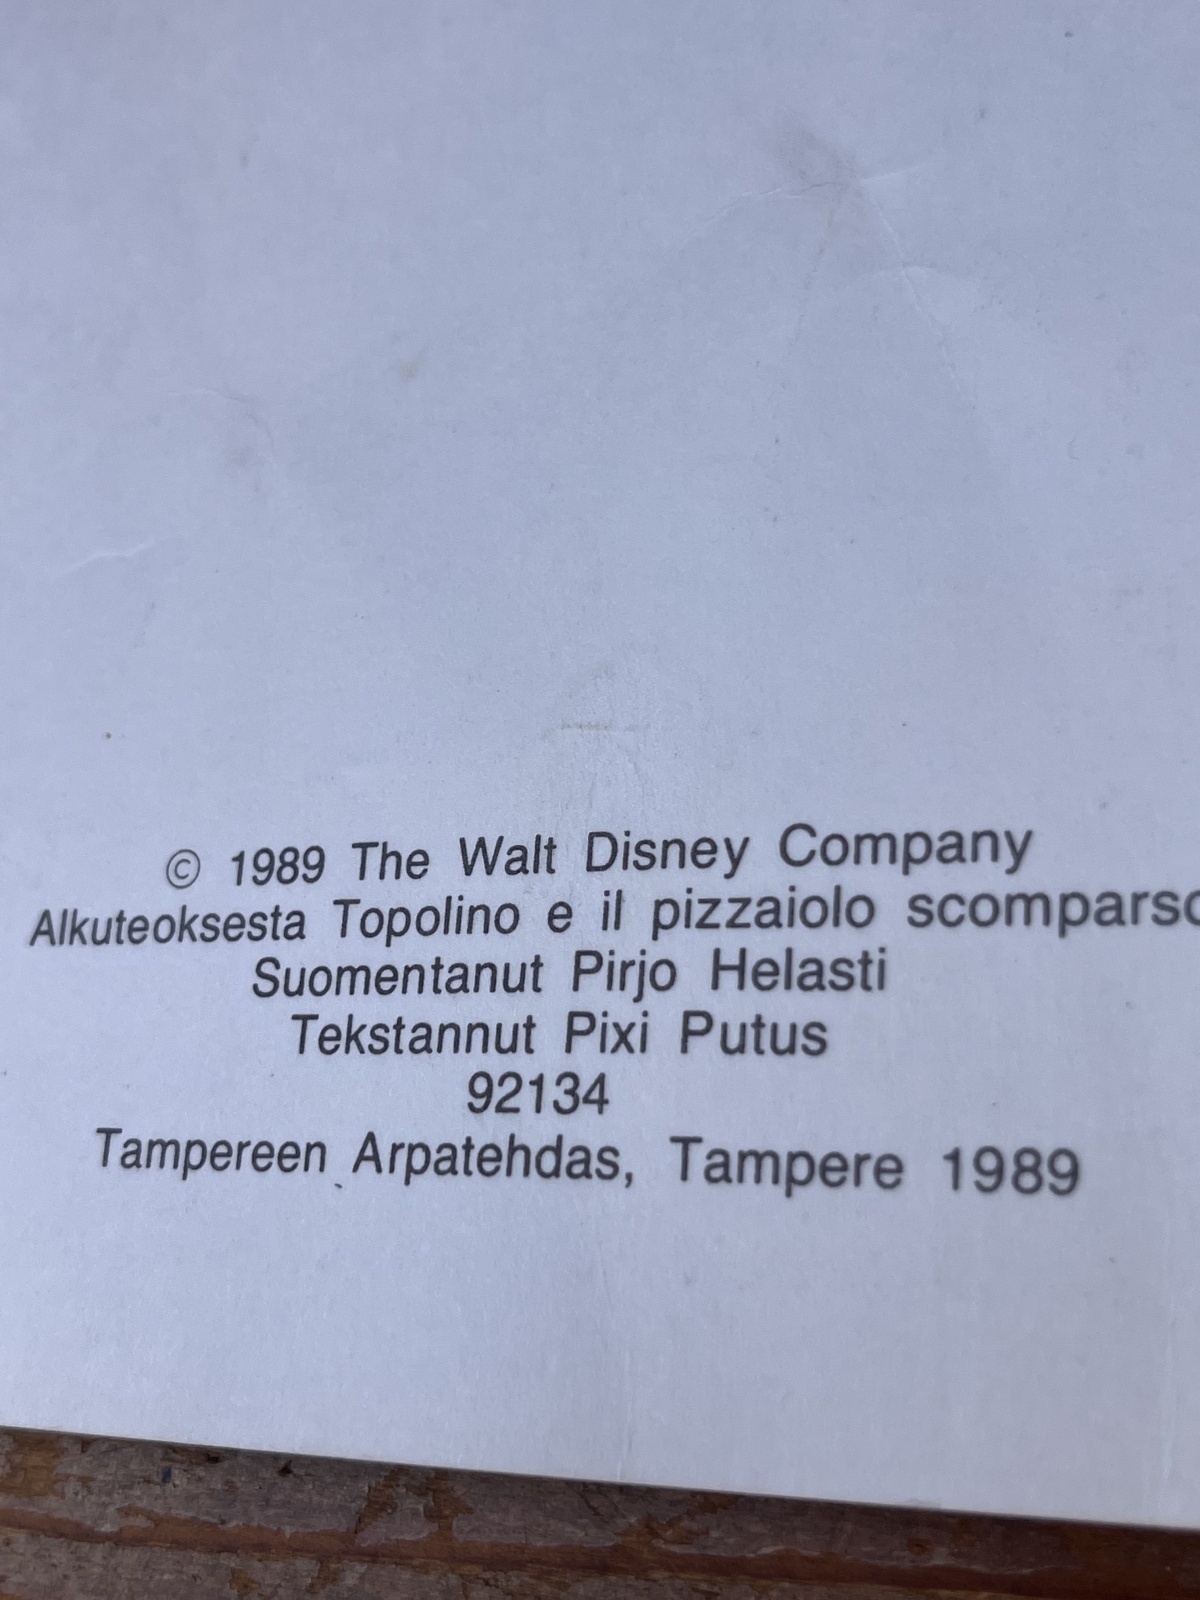 © 1989 The Walt Disney Company
Alkuteoksesta Topolino e il pizzaiolo scomparso
Suomentanut Pirjo Helasti
Tekstannut Pixi Putus
92134
Tampereen Arpatehdas, Tampere 1989